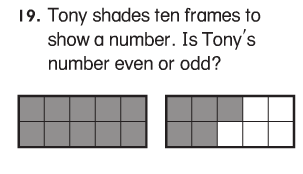 19. Tony shades ten frames to
show a number. Is Tony's
number even or odd?